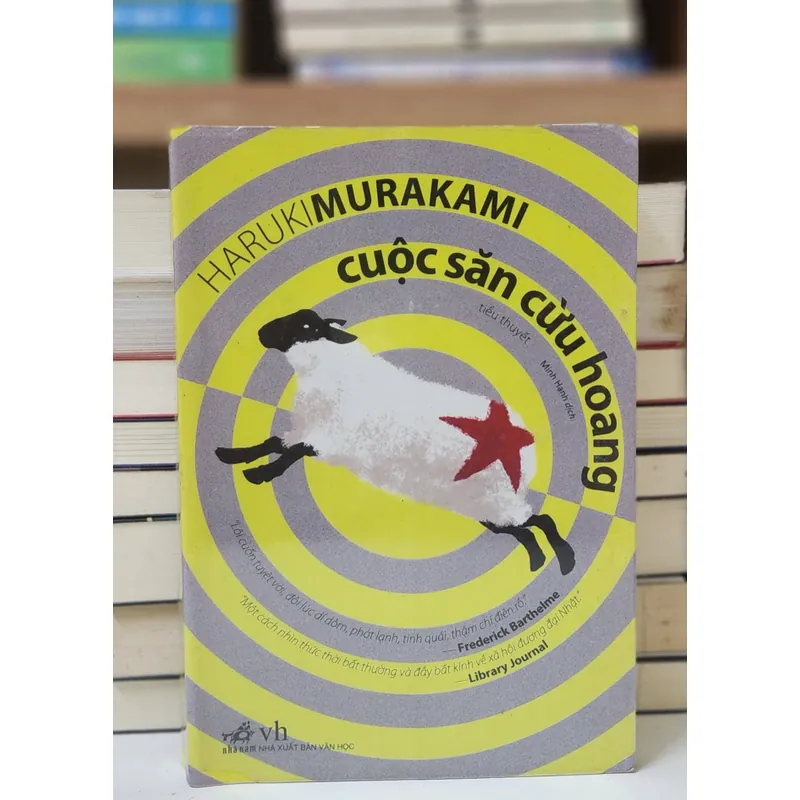 HARUKI MURAKAMI
cuộc săn cừu hoang
tiểu thuyết
Minh Hạnh dịch
"Lôi cuốn tuyệt vời, đôi lúc dí dỏm, phớt lạnh, tinh quái, thậm chí điên rồ."
—Frederick Barthelme
"Một cách nhìn thức thời bất thường và đầy bất kính về xã hội đương đại Nhật."
—Library Journal
nhã nam
vh
NHÀ XUẤT BẢN VĂN HỌC